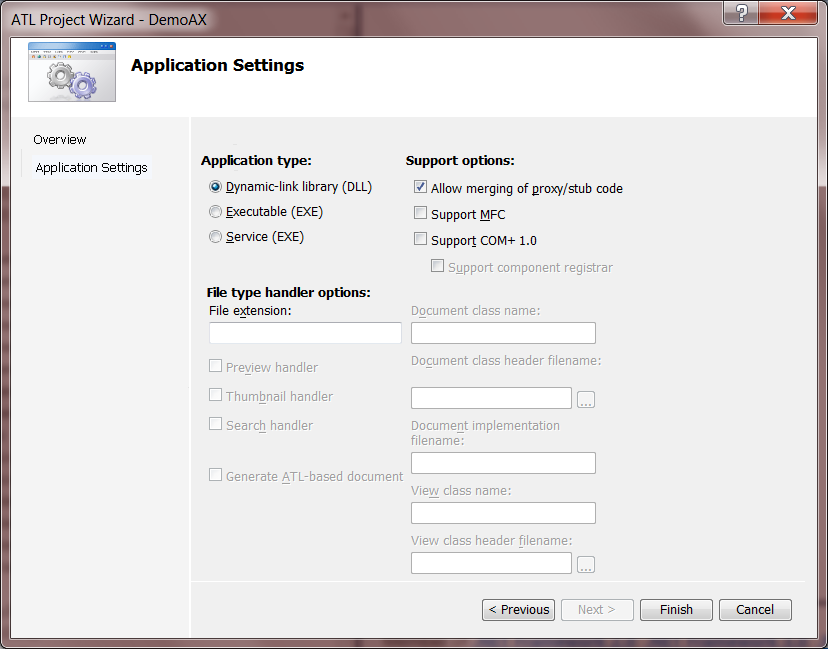 ATL Project Wizard - DemoAX
?
X
Application Settings
Overview
Application Settings
Application type:
Dynamic-link library (DLL)
Executable (EXE)
Service (EXE)
Support options:
Allow merging of proxy/stub code
Support MFC
Support COM+ 1.0
Support component registrar
File type handler options:
File extension:
Preview handler
Thumbnail handler
Search handler
Generate ATL-based document
Document class name:
Document class header filename:
...
Document implementation
filename:
View class name:
View class header filename:
...
< Previous
Next >
Finish
Cancel